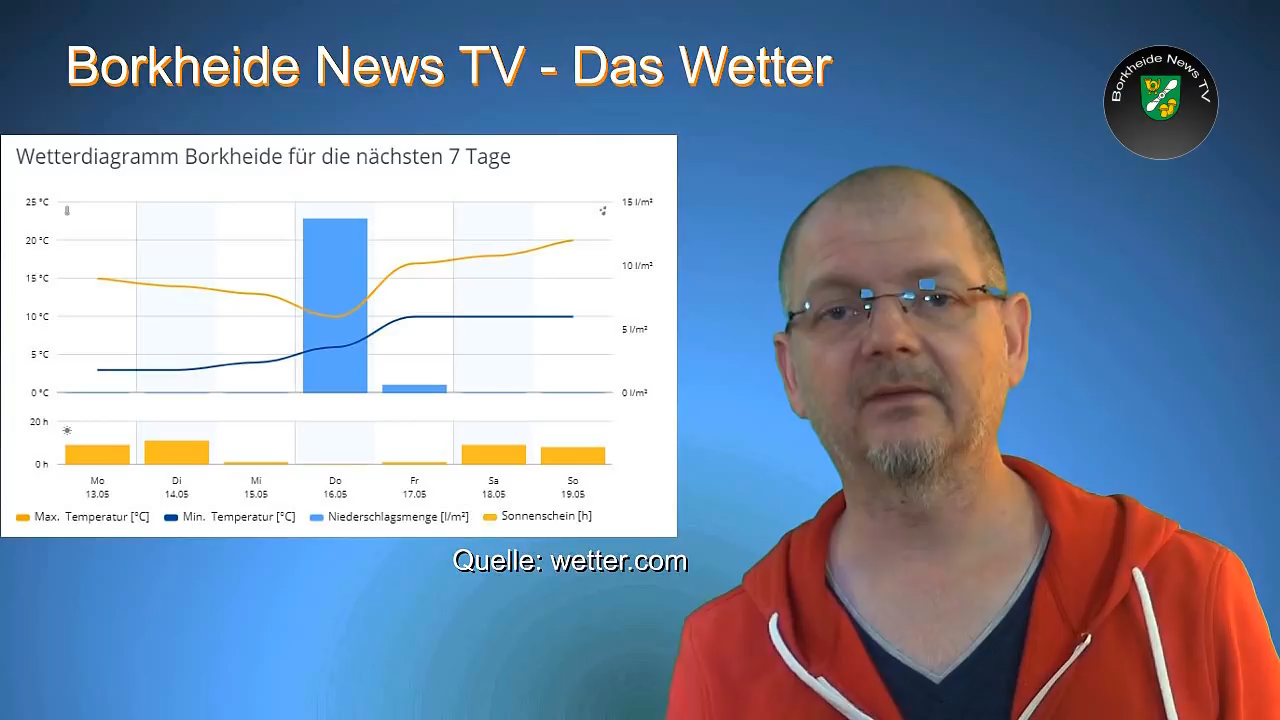 Borkheide News TV - Das Wetter
Borkheide News TV
Wetterdiagramm Borkheide für die nächsten 7 Tage
25 °C
15 l/m²
20 °C
15 °C
10 l/m²
10 °C
5 l/m²
5 °C
0 °C
0 l/m²
20 h
0 h
Mo Di Mi Do Fr Sa So
13.05 14.05 15.05 16.05 17.05 18.05 19.05
Max. Temperatur [°C] Min. Temperatur [°C] Niederschlagsmenge [l/m²] Sonnenschein [h]
Quelle: wetter.com